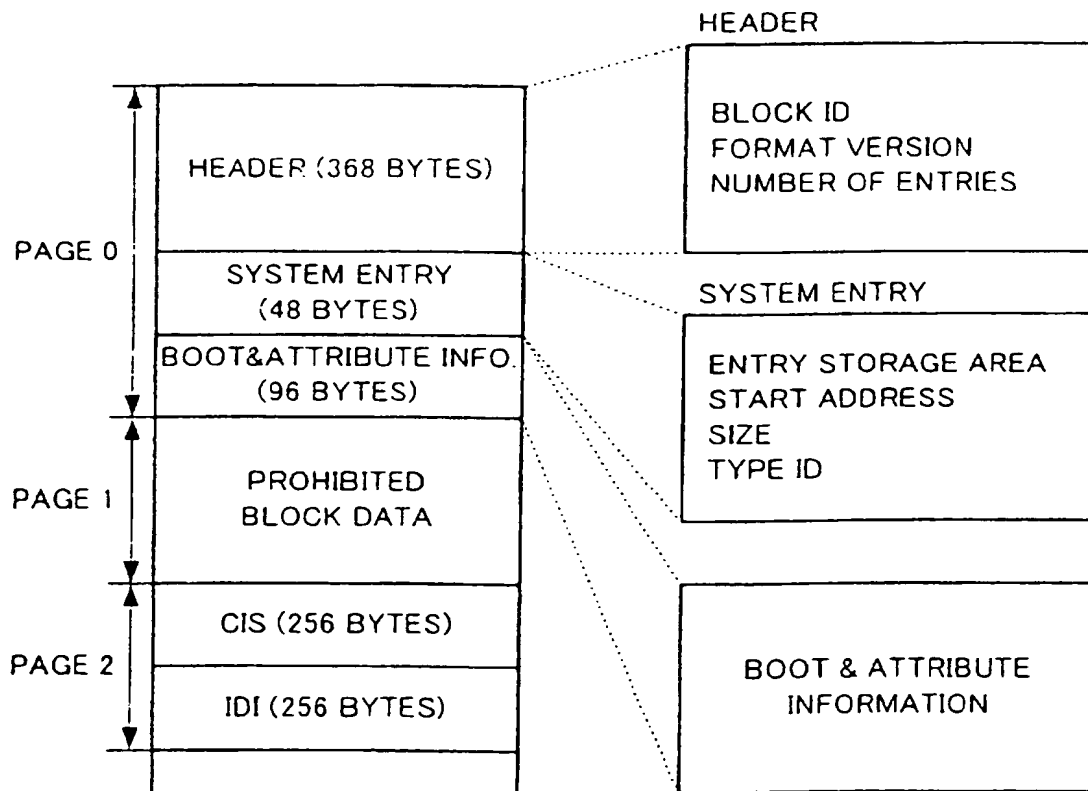 HEADER
BLOCK ID
FORMAT VERSION
NUMBER OF ENTRIES
PAGE 0
HEADER (368 BYTES)
SYSTEM ENTRY
(48 BYTES)
BOOT&ATTRIBUTE INFO.
(96 BYTES)
SYSTEM ENTRY
ENTRY STORAGE AREA
START ADDRESS
SIZE
TYPE ID
PAGE 1
PROHIBITED
BLOCK DATA
PAGE 2
CIS (256 BYTES)
IDI (256 BYTES)
BOOT & ATTRIBUTE
INFORMATION